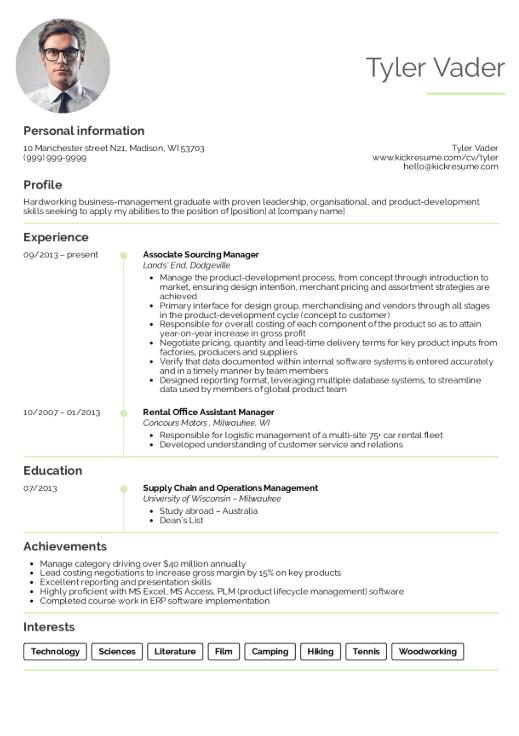 Tyler Vader
Personal information
10 Manchester street N21, Madison, WI 53703
(999) 999-9999
Tyler Vader
www.kickresume.com/cv/tyler
hello@kickresume.com
Profile
Hardworking business-management graduate with proven leadership, organisational, and product-development
skills seeking to apply my abilities to the position of [position] at [company name]
Experience
09/2013 – present
Associate Sourcing Manager
Lands' End, Dodgeville
• Manage the product-development process, from concept through introduction to
market, ensuring design intention, merchant pricing and assortment strategies are
achieved
• Primary interface for design group, merchandising and vendors through all stages
in the product-development cycle (concept to customer)
• Responsible for overall costing of each component of the product so as to attain
year-on-year increase in gross profit
• Negotiate pricing, quantity and lead-time delivery terms for key product inputs from
factories, producers and suppliers
• Verify that data documented within internal software systems is entered accurately
and in a timely manner by team members
• Designed reporting format, leveraging multiple database systems, to streamline
data used by members of global product team
10/2007 – 01/2013
Rental Office Assistant Manager
Concours Motors , Milwaukee, WI
• Responsible for logistic management of a multi-site 75+ car rental fleet
• Developed understanding of customer service and relations
Education
07/2013
Supply Chain and Operations Management
University of Wisconsin – Milwaukee
• Study abroad – Australia
• Dean's List
Achievements
• Manage category driving over $40 million annually
• Lead costing negotiations to increase gross margin by 15% on key products
• Excellent reporting and presentation skills
• Highly proficient with MS Excel, MS Access, PLM (product lifecycle management) software
• Completed course work in ERP software implementation
Interests
Technology Sciences Literature Film Camping Hiking Tennis Woodworking